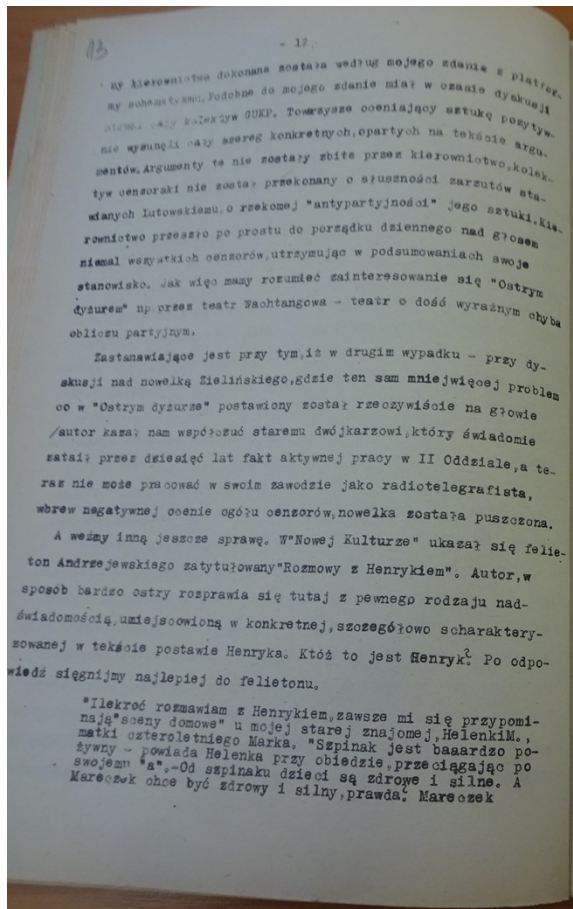 13
- 12.
ny kierownictwa dokonana została według mojego zdania z platfor-
my schematyzmu. Podobne do mojego zdanie miał w czasie dyskusji
cały kolektyw GUKP. Towarzysze oceniający sztukę pozytyw-
nie wysunęli cały szereg konkretnych, opartych na tekście argu-
mentów. Argumenty te nie zostały zbite przez kierownictwo, kolek-
tyw cenzorski nie został przekonany o słuszności zarzutów sta-
wianych Lutowskiemu, o rzekomej "antypartyjności" jego sztuki. Kie-
rownictwo przeszło po prostu do porządku dziennego nad głosem
niemal wszystkich cenzorów, utrzymując w podsumowaniach swoje
stanowisko. Jak więc mamy rozumieć zainteresowanie się "Ostrym
dyżurem" np. przez teatr Wachtangowa - teatr o dość wyraźnym chyba
obliczu partyjnym.
Zastanawiające jest przy tym, iż w drugim wypadku - przy dy-
skusji nad nowelką Zielińskiego, gdzie ten sam mniejwięcej problem
co w "Ostrym dyżurze" postawiony został rzeczywiście na głowie
/autor kazał nam współczuć staremu dwójkarzowi, który świadomie
zataił przez dziesięć lat fakt aktywnej pracy w II Oddziale, a te-
raz nie może pracować w swoim zawodzie jako radiotelegrafista,
wbrew negatywnej ocenie ogółu cenzorów, nowelka została puszczona.
A weźmy inną jeszcze sprawę. W "Nowej Kulturze" ukazał się felie-
ton Andrzejewskiego zatytułowany "Rozmowy z Henrykiem". Autor, w
sposób bardzo ostry rozprawia się tutaj z pewnego rodzaju nad-
świadomością, umiejscowioną w konkretnej, szczegółowo scharaktery-
zowanej w tekście postawie Henryka. Któż to jest Henryk? Po odpo-
wiedź sięgnijmy najlepiej do felietonu.
"Ilekroć rozmawiam z Henrykiem, zawsze mi się przypomi-
nają "sceny domowe" u mojej starej znajomej, Helenki M.,
matki czteroletniego Marka. "Szpinak jest baaardzo po-
żywny - powiada Helenka przy obiedzie, przeciągając po
swojemu "a". - Od szpinaku dzieci są zdrowe i silne. A
Mareczek chce być zdrowy i silny, prawda? Mareczek